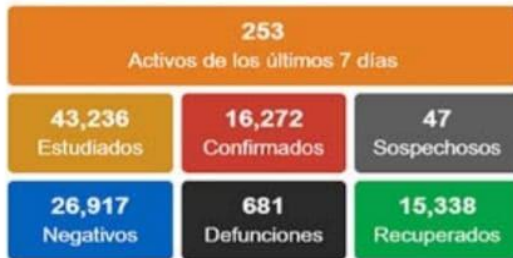 253
Activos de los últimos 7 días
43,236
Estudiados
16,272
Confirmados
47
Sospechosos
26,917
Negativos
681
Defunciones
15,338
Recuperados